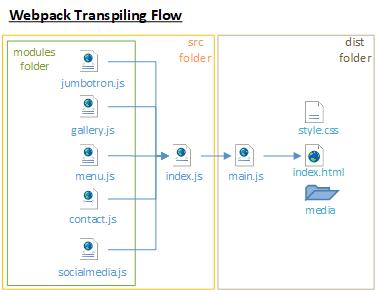 Webpack Transpiling Flow
modules
folder
src
folder
dist
folder
jumbotron.js
gallery.js
menu.js
contact.js
socialmedia.js
index.js
main.js
style.css
index.html
media